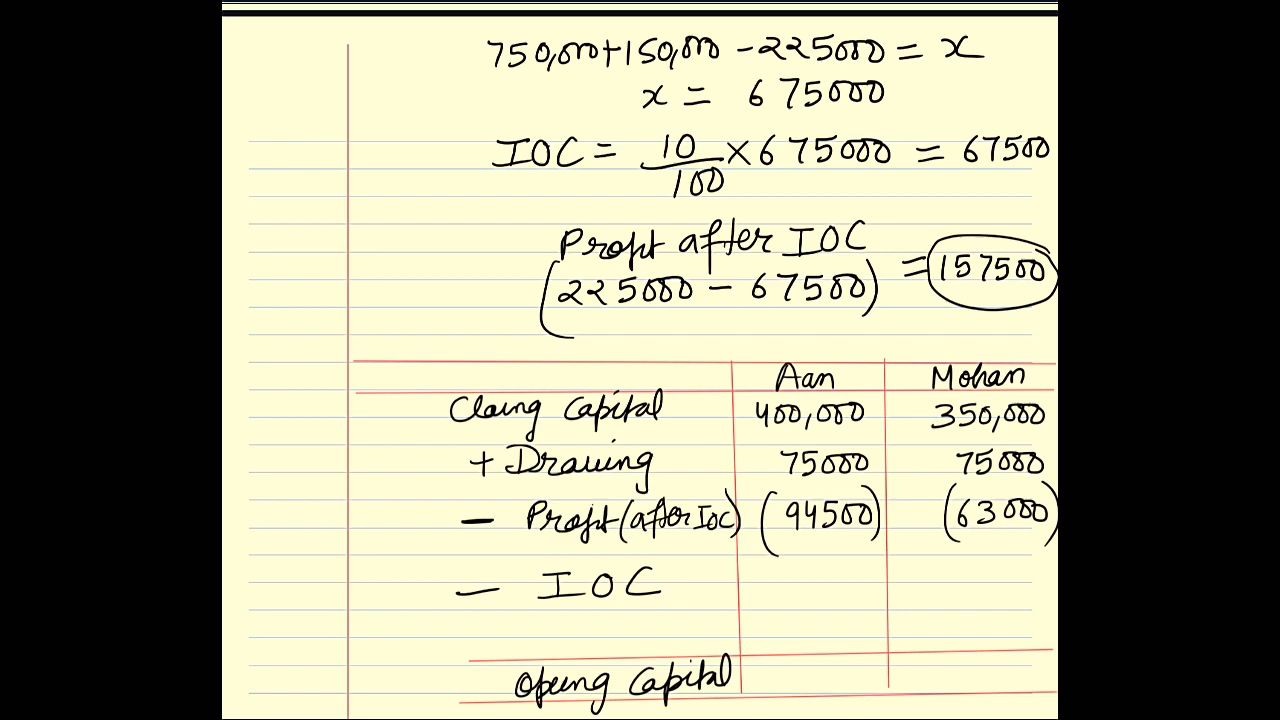 750,000+150,000 -225000 = x
x = 675000
IOC = 10/100 × 675000 = 67500
Profit after IOC
(225000 - 67500) = 157500
Aan Mohan
Closing Capital 400,000 350,000
+ Drawing 75000 75000
- Profit (after IOC) (94500) (63000)
- IOC
Opening Capital